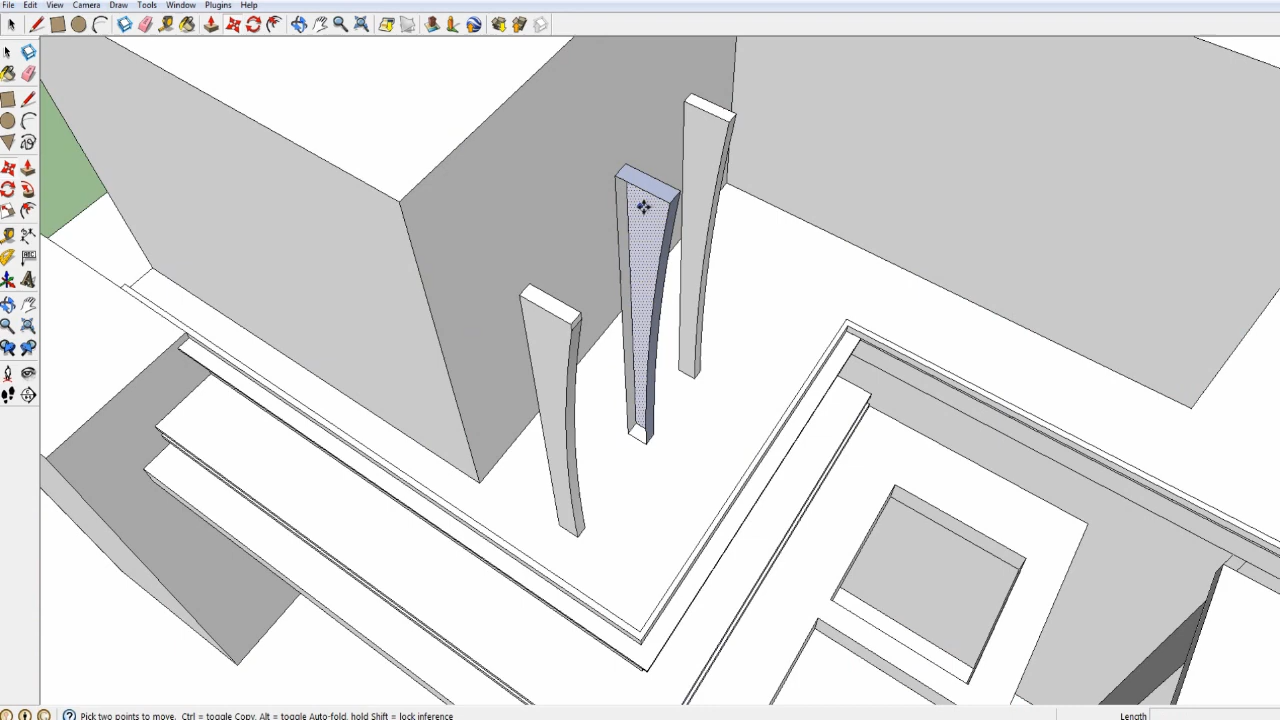 File Edit View Camera Draw Tools Window Plugins Help
ABC
Pick two points to move. Ctrl = toggle Copy, Alt = toggle Auto-fold, hold Shift = lock inference Length